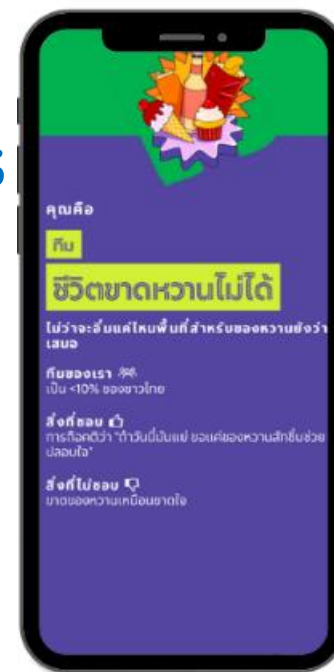 คุณคือ
ทีม
ชีวิตขาดหวานไม่ได้
ไม่ว่าจะอิ่มแค่ไหนพื้นที่สำหรับของหวานยังว่าง
เสมอ
ทีมของเรา
เป็น <10% ของชาวไทย
สิ่งที่ชอบ
การท็อคติว่า "ถ้าวันนี้มันแย่ ขอแค่ของหวานสักชิ้นช่วย
ปลอบใจ"
สิ่งที่ไม่ชอบ
ขาดของหวานเหมือนขาดใจ